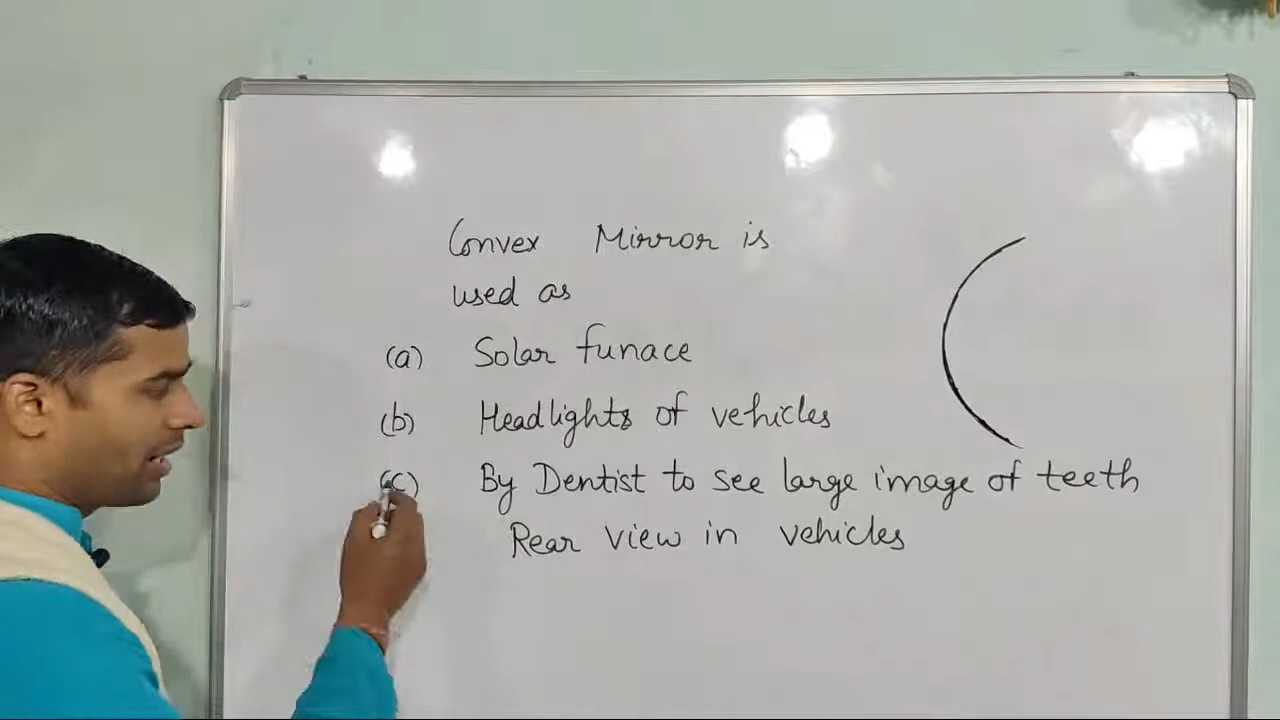 Convex Mirror is
used as
(a) Solar funace
(b) Headlights of vehicles
(c) By Dentist to see large image of teeth
Rear view in vehicles